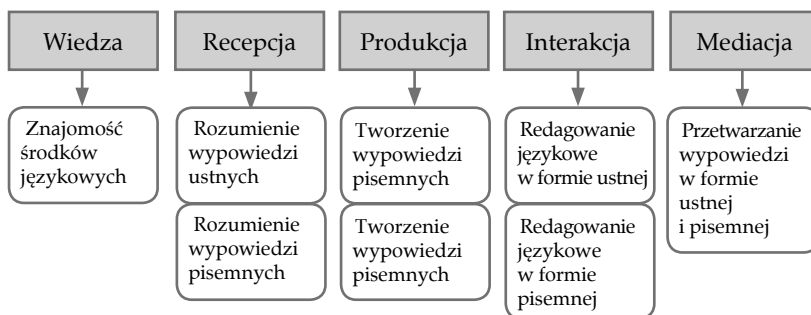 Wiedza
Recepcja
Produkcja
Interakcja
Mediacja
Znajomość
środków
językowych
Rozumienie
wypowiedzi
ustnych
Rozumienie
wypowiedzi
pisemnych
Tworzenie
wypowiedzi
pisemnych
Tworzenie
wypowiedzi
pisemnych
Redagowanie
językowe
w formie ustnej
Redagowanie
językowe
w formie
pisemnej
Przetwarzanie
wypowiedzi
w formie
ustnej
i pisemnej